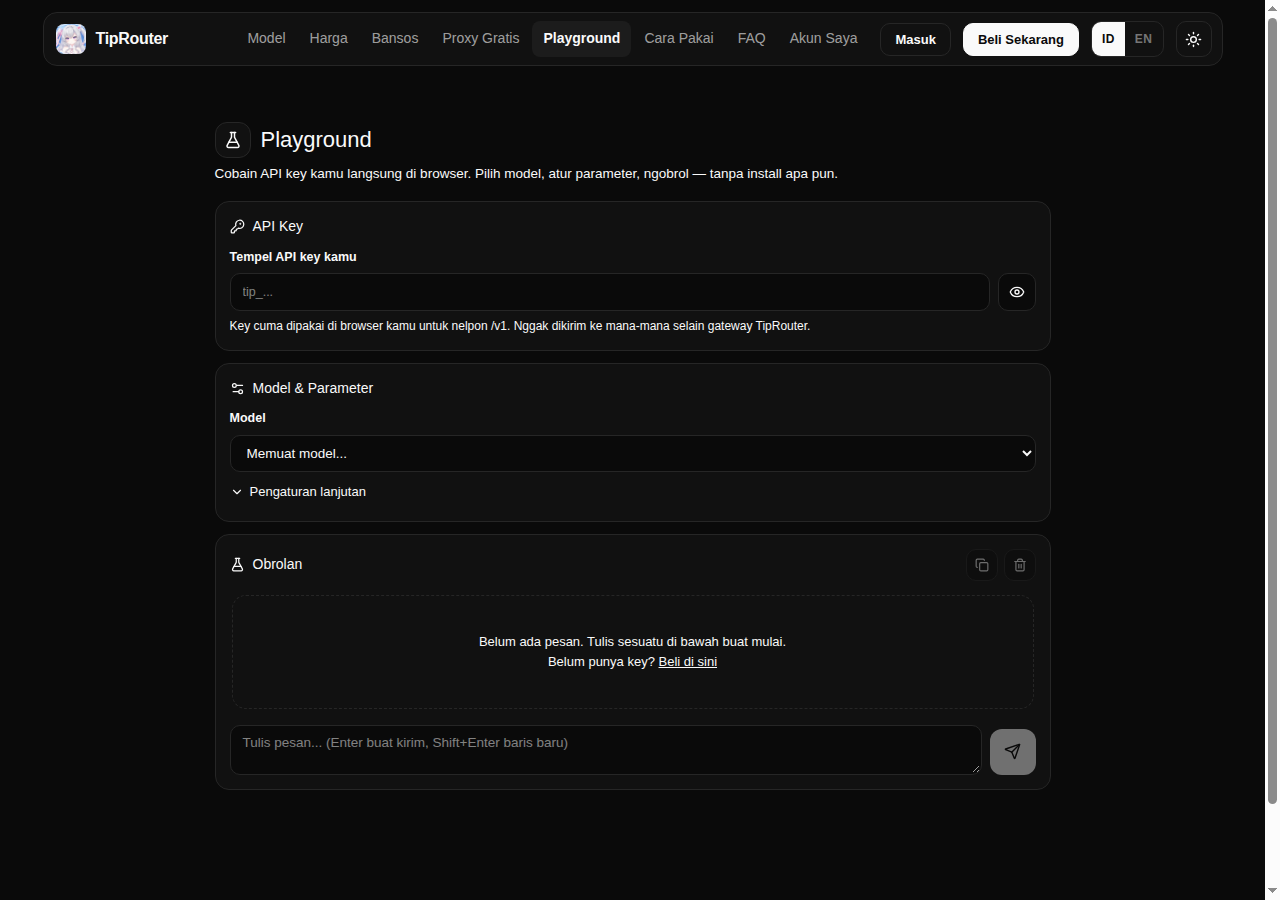 TipRouter
Model
Harga
Bansos
Proxy Gratis
Playground
Cara Pakai
FAQ
Akun Saya
Masuk
Beli Sekarang
ID
EN
Playground
Cobain API key kamu langsung di browser. Pilih model, atur parameter, ngobrol — tanpa install apa pun.
API Key
Tempel API key kamu
tip_...
Key cuma dipakai di browser kamu untuk nelpon /v1. Nggak dikirim ke mana-mana selain gateway TipRouter.
Model & Parameter
Model
Memuat model...
Pengaturan lanjutan
Obrolan
Belum ada pesan. Tulis sesuatu di bawah buat mulai.
Belum punya key? Beli di sini
Tulis pesan... (Enter buat kirim, Shift+Enter baris baru)